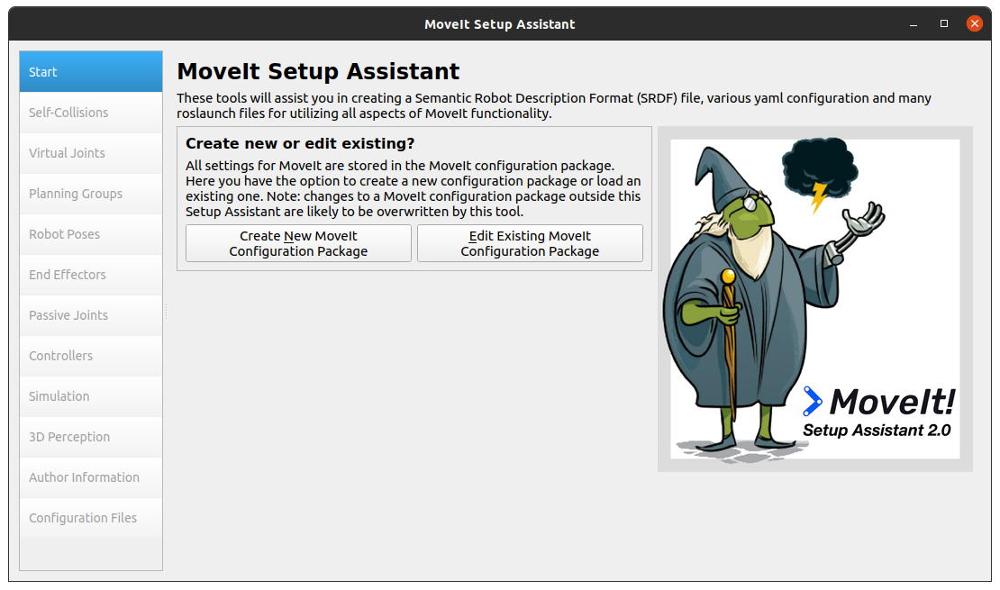 MoveIt Setup Assistant
Start
Self-Collisions
Virtual Joints
Planning Groups
Robot Poses
End Effectors
Passive Joints
Controllers
Simulation
3D Perception
Author Information
Configuration Files
MoveIt Setup Assistant
These tools will assist you in creating a Semantic Robot Description Format (SRDF) file, various yaml configuration and many
roslaunch files for utilizing all aspects of MoveIt functionality.
Create new or edit existing?
All settings for MoveIt are stored in the MoveIt configuration package.
Here you have the option to create a new configuration package or load an
existing one. Note: changes to a MoveIt configuration package outside this
Setup Assistant are likely to be overwritten by this tool.
Create New MoveIt
Configuration Package
Edit Existing MoveIt
Configuration Package
MoveIt!
Setup Assistant 2.0